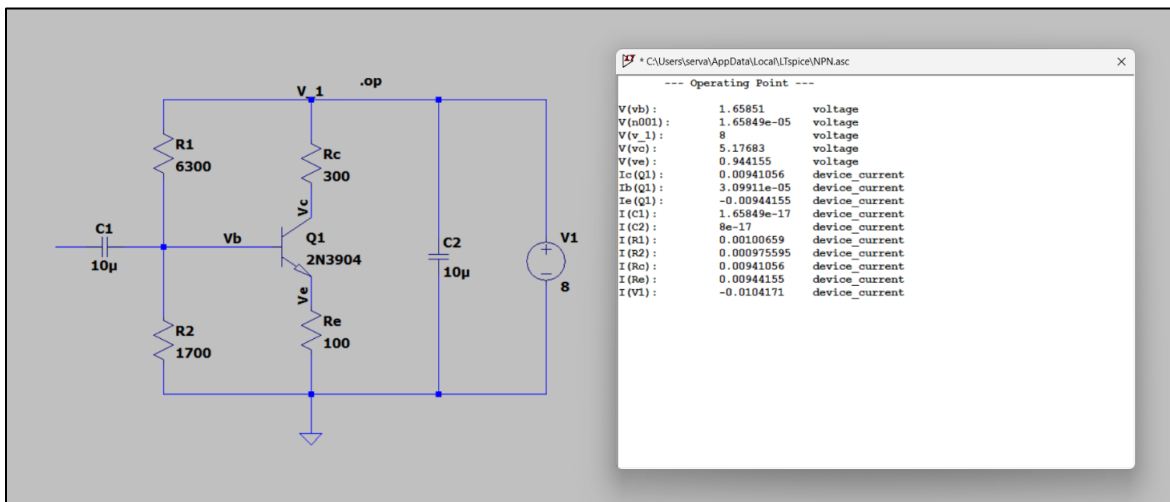 .op
V_1
R1
6300
Rc
300
Vc
C1
10µ
Vb
Q1
2N3904
C2
10µ
V1
8
Ve
R2
1700
Re
100
* C:\Users\serva\AppData\Local\LTspice\NPN.asc
--- Operating Point ---
V(vb): 1.65851 voltage
V(n001): 1.65849e-05 voltage
V(v_1): 8 voltage
V(vc): 5.17683 voltage
V(ve): 0.944155 voltage
Ic(Q1): 0.00941056 device_current
Ib(Q1): 3.09911e-05 device_current
Ie(Q1): -0.00944155 device_current
I(C1): 1.65849e-17 device_current
I(C2): 8e-17 device_current
I(R1): 0.00100659 device_current
I(R2): 0.000975595 device_current
I(Rc): 0.00941056 device_current
I(Re): 0.00944155 device_current
I(V1): -0.0104171 device_current